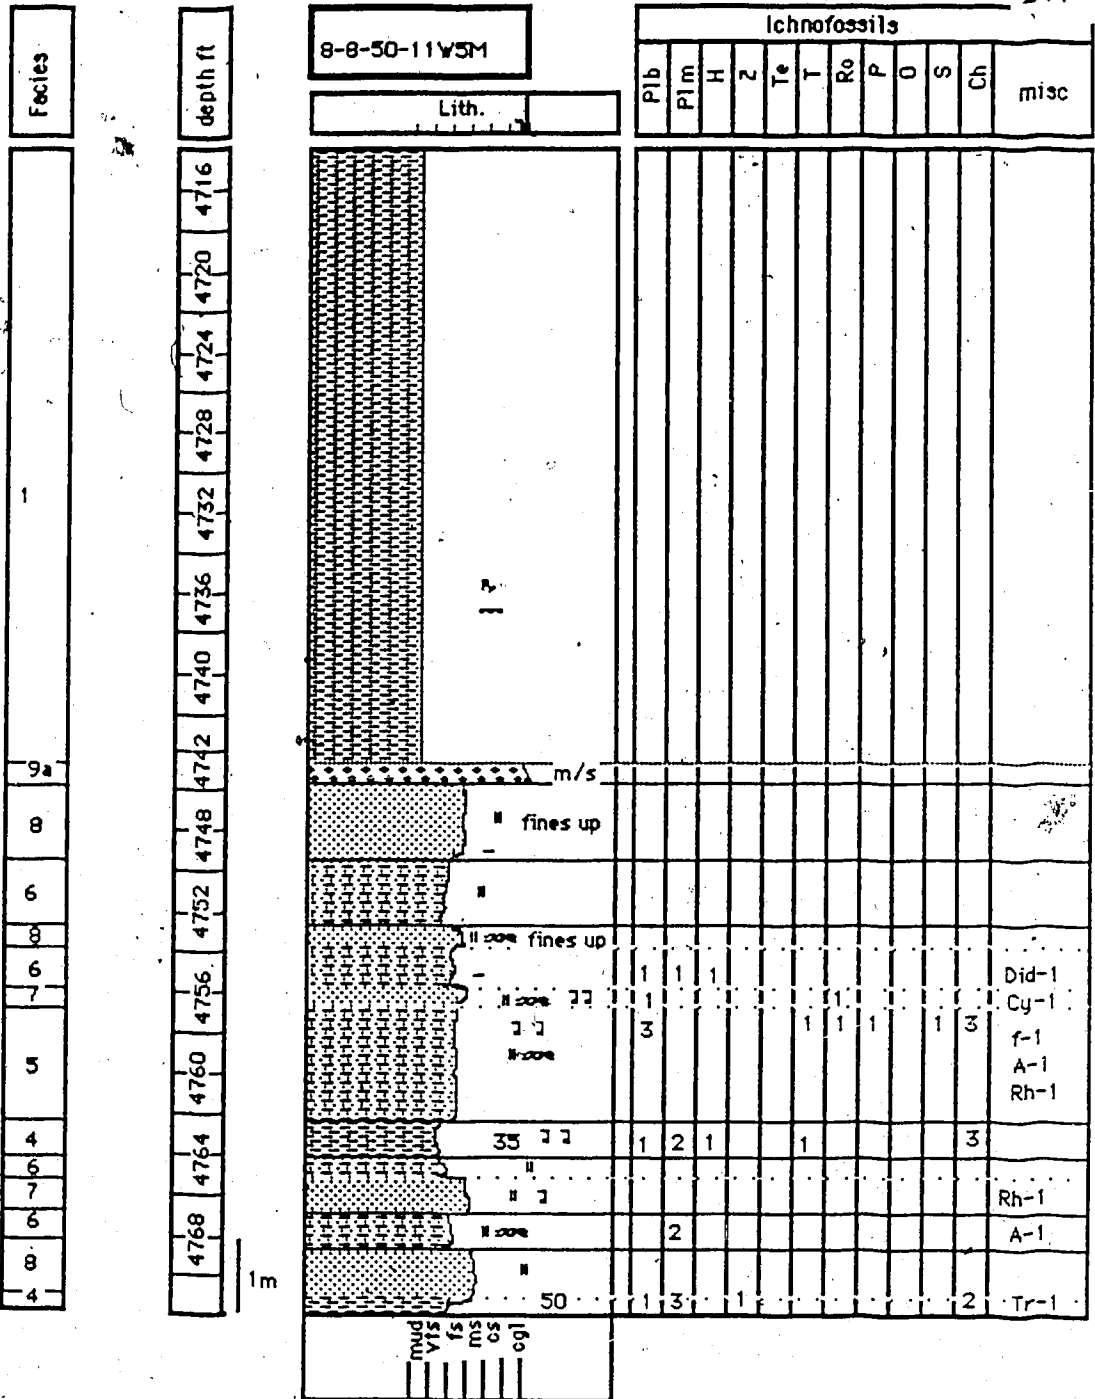 Facies
depth ft
8-8-50-11W5M
Lith.
Ichnofossils
Plb Plm H Z Te T Ro P O S Ch misc
4716
4720
4724
4728
1
4732
4736
4740
4742
9a m/s
8 4748 fines up
6 4752
8 fines up
6 1 1 1 Did-1
7 4756 1 1 Cy-1
3 1 1 1 1 3 f-1
5 4760 A-1
Rh-1
4 4764 35 1 2 1 1 3
6
7 Rh-1
6 4768 2 A-1
8
1m
4 50 1 3 1 2 Tr-1
mud vfs fs ms cs cgl